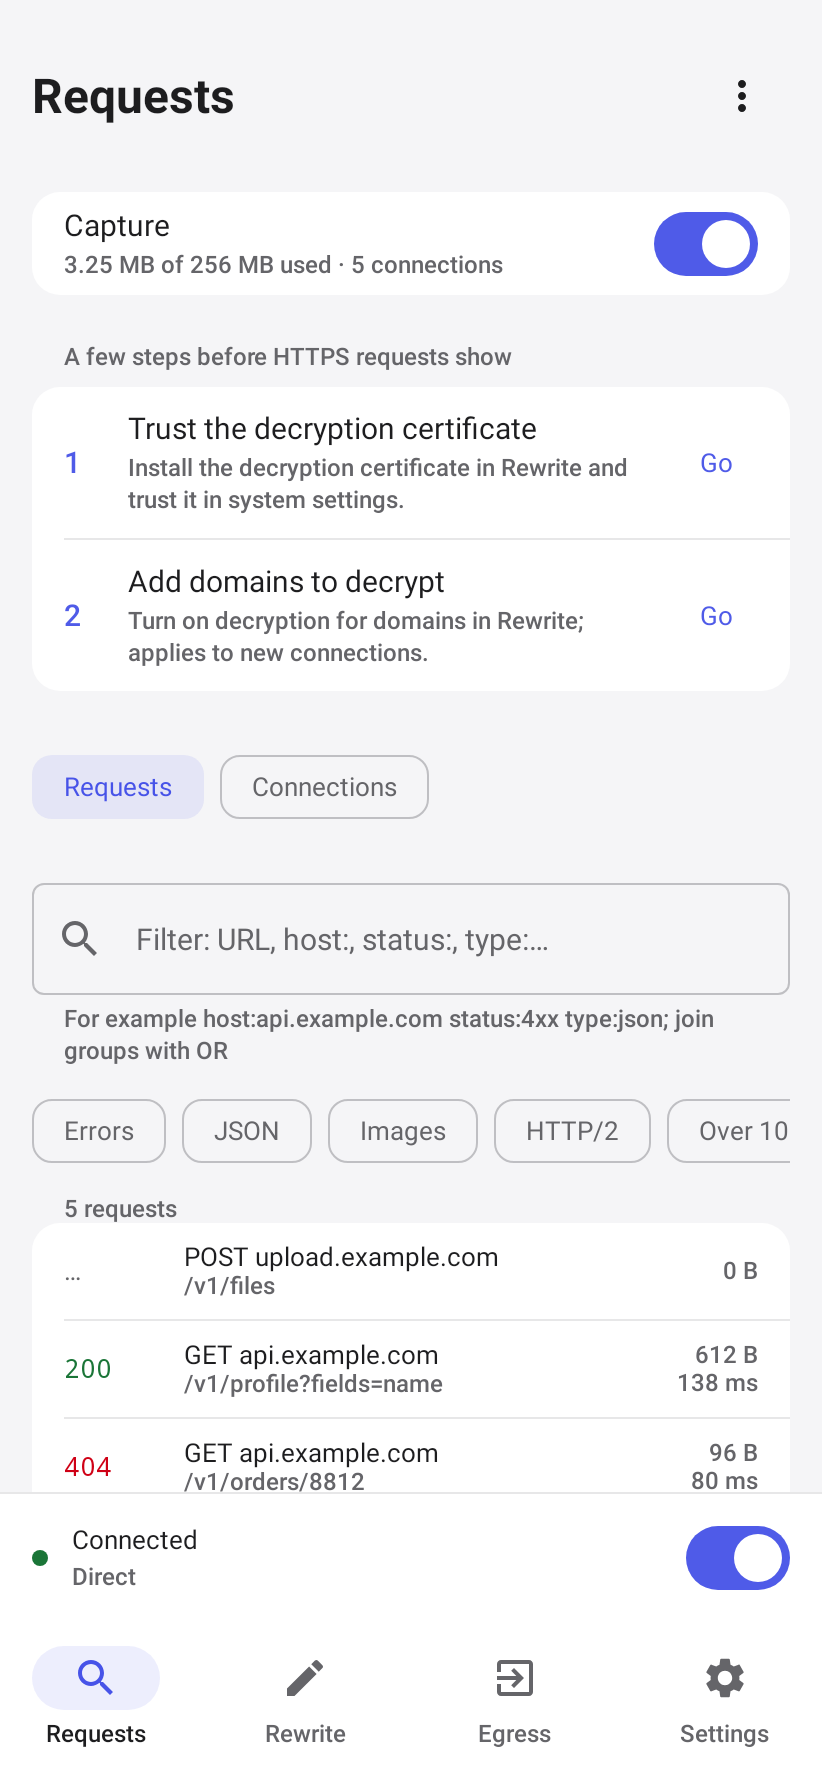 Requests
Capture
3.25 MB of 256 MB used · 5 connections
A few steps before HTTPS requests show
1
Trust the decryption certificate
Install the decryption certificate in Rewrite and
trust it in system settings.
Go
2
Add domains to decrypt
Turn on decryption for domains in Rewrite;
applies to new connections.
Go
Requests
Connections
Filter: URL, host:, status:, type:...
For example host:api.example.com status:4xx type:json; join
groups with OR
Errors
JSON
Images
HTTP/2
Over 10
5 requests
...
POST upload.example.com
/v1/files
0 B
200
GET api.example.com
/v1/profile?fields=name
612 B
138 ms
404
GET api.example.com
/v1/orders/8812
96 B
80 ms
Connected
Direct
Requests
Rewrite
Egress
Settings